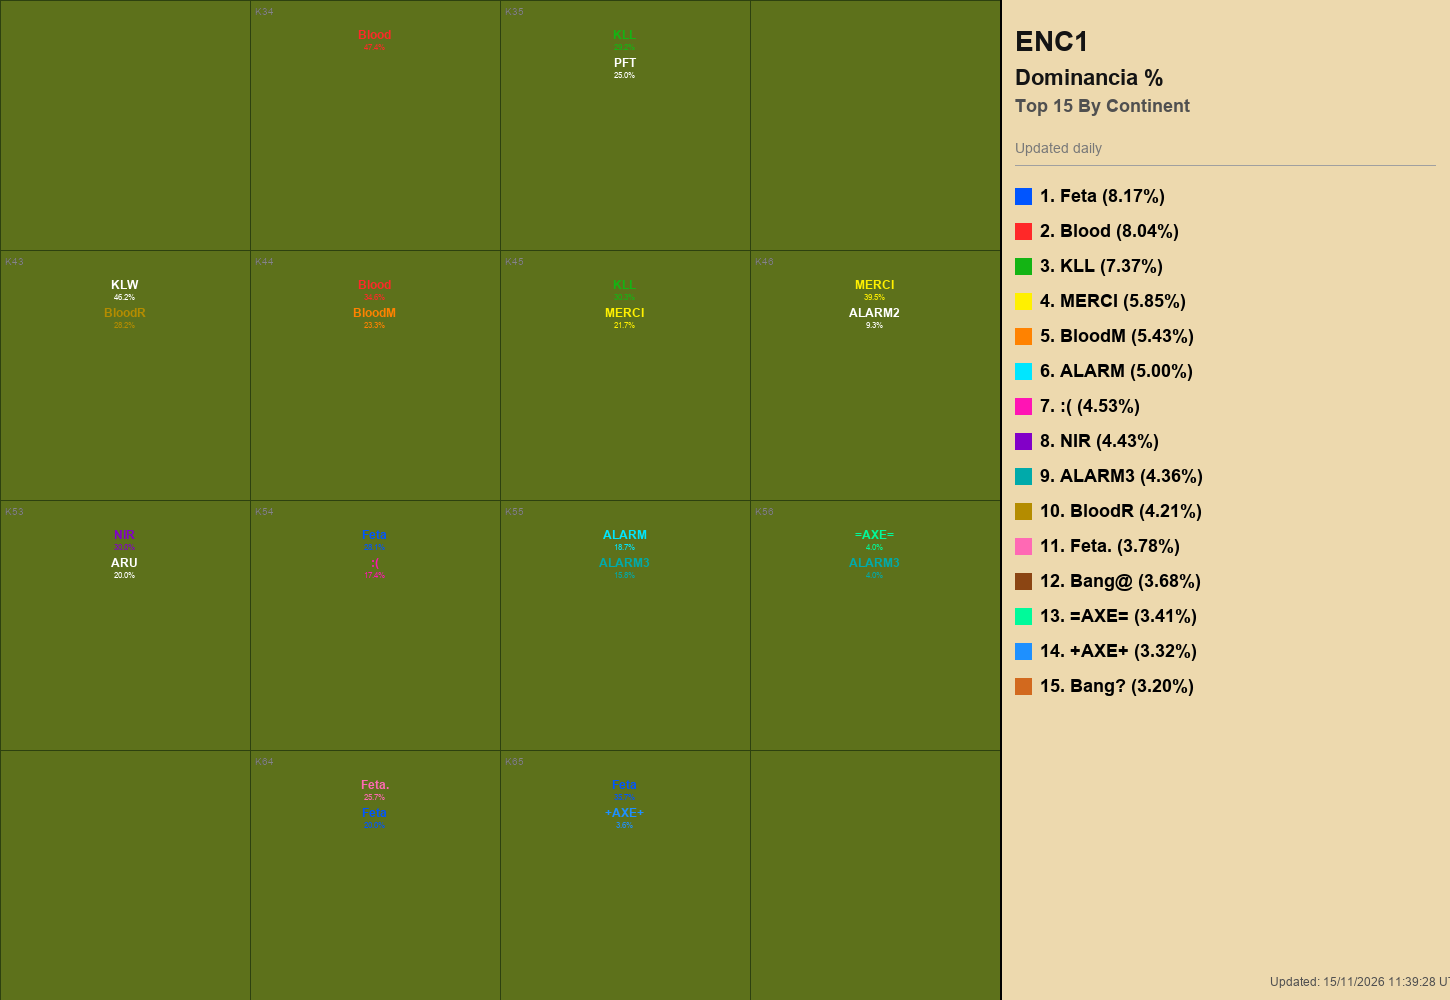 K34
Blood
K35
KLL
PFT
25.0%
K43
KLW
46.2%
BloodR
28.2%
K44
Blood
BloodM
23.3%
K45
KLL
MERCI
21.7%
K46
MERCI
39.5%
ALARM2
9.3%
K53
NIR
30.0%
ARU
20.0%
K54
Feta
:(
K55
ALARM
18.7%
ALARM3
K56
=AXE=
4.0%
ALARM3
4.0%
K64
Feta.
25.7%
Feta
K65
Feta
+AXE+
ENC1
Dominancia %
Top 15 By Continent
Updated daily
1. Feta (8.17%)
2. Blood (8.04%)
3. KLL (7.37%)
4. MERCI (5.85%)
5. BloodM (5.43%)
6. ALARM (5.00%)
7. :( (4.53%)
8. NIR (4.43%)
9. ALARM3 (4.36%)
10. BloodR (4.21%)
11. Feta. (3.78%)
12. Bang@ (3.68%)
13. =AXE= (3.41%)
14. +AXE+ (3.32%)
15. Bang? (3.20%)
Updated: 15/11/2026 11:39:28